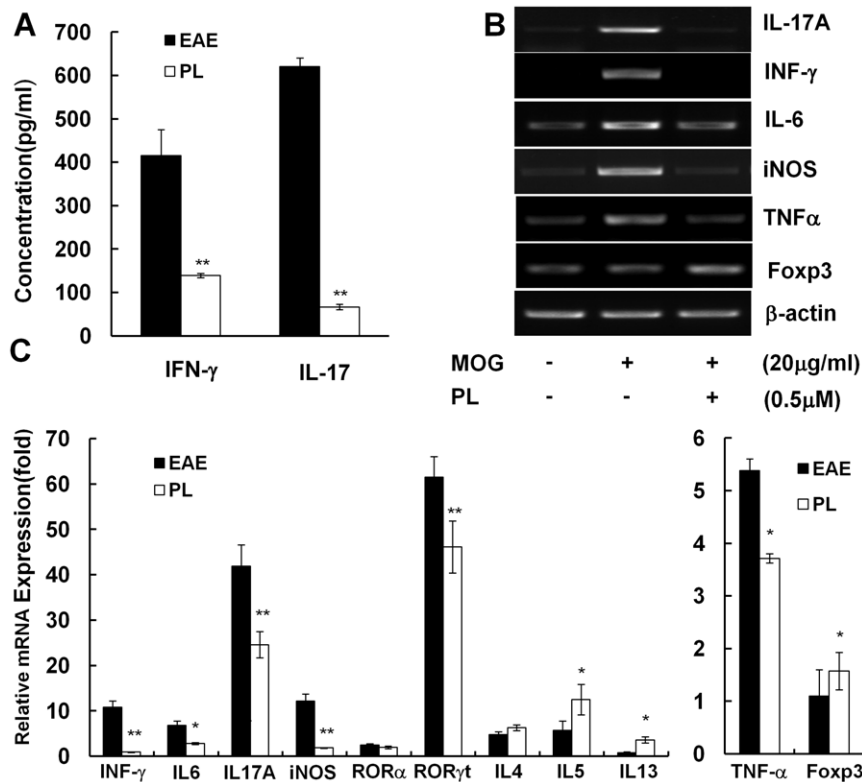 A
700
600
500
400
300
200
100
0
Concentration(pg/ml)
EAE
PL
**
**
IFN-γ IL-17
B
IL-17A
INF-γ
IL-6
iNOS
TNFα
Foxp3
β-actin
MOG - + + (20μg/ml)
PL - - + (0.5μM)
C
70
60
50
40
30
20
10
0
Relative mRNA Expression(fold)
EAE
PL
** * ** ** ** * *
INF-γ IL6 IL17A iNOS RORα RORγt IL4 IL5 IL13
6
5
4
3
2
1
0
EAE
PL
* *
TNF-α Foxp3